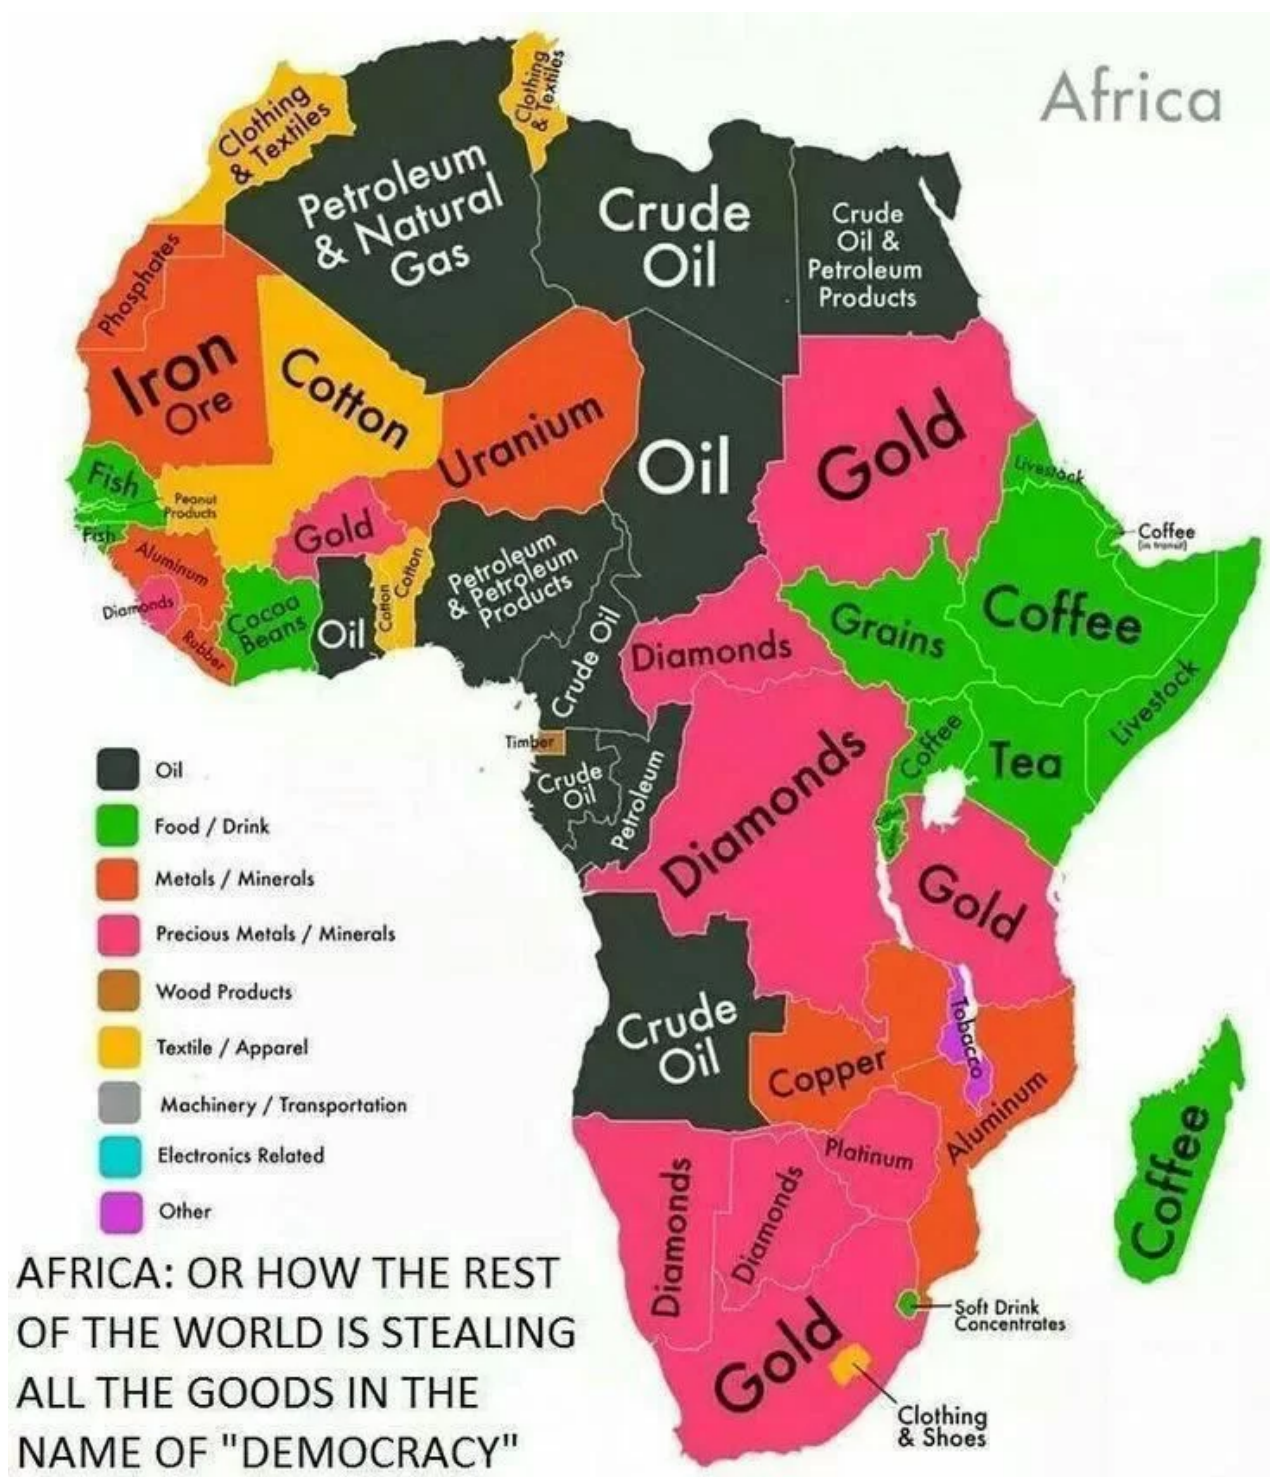 Africa
Clothing
& Textiles
Clothing
& Textiles
Petroleum
& Natural
Gas
Crude
Oil
Crude
Oil &
Petroleum
Products
Phosphates
Iron
Ore
Cotton
Uranium
Oil
Gold
Livestock
Coffee
(in transit)
Fish
Peanut
Products
Fish
Gold
Aluminum
Diamonds
Rubber
Cocoa
Beans
Oil
Cotton
Cotton
Petroleum
& Petroleum
Products
Crude Oil
Diamonds
Grains
Coffee
Livestock
Timber
Crude
Oil
Petroleum
Diamonds
Coffee
Tea
Gold
Crude
Oil
Copper
Tobacco
Aluminum
Platinum
Diamonds
Diamonds
Gold
Coffee
Soft Drink
Concentrates
Clothing
& Shoes
Oil
Food / Drink
Metals / Minerals
Precious Metals / Minerals
Wood Products
Textile / Apparel
Machinery / Transportation
Electronics Related
Other
AFRICA: OR HOW THE REST
OF THE WORLD IS STEALING
ALL THE GOODS IN THE
NAME OF "DEMOCRACY"